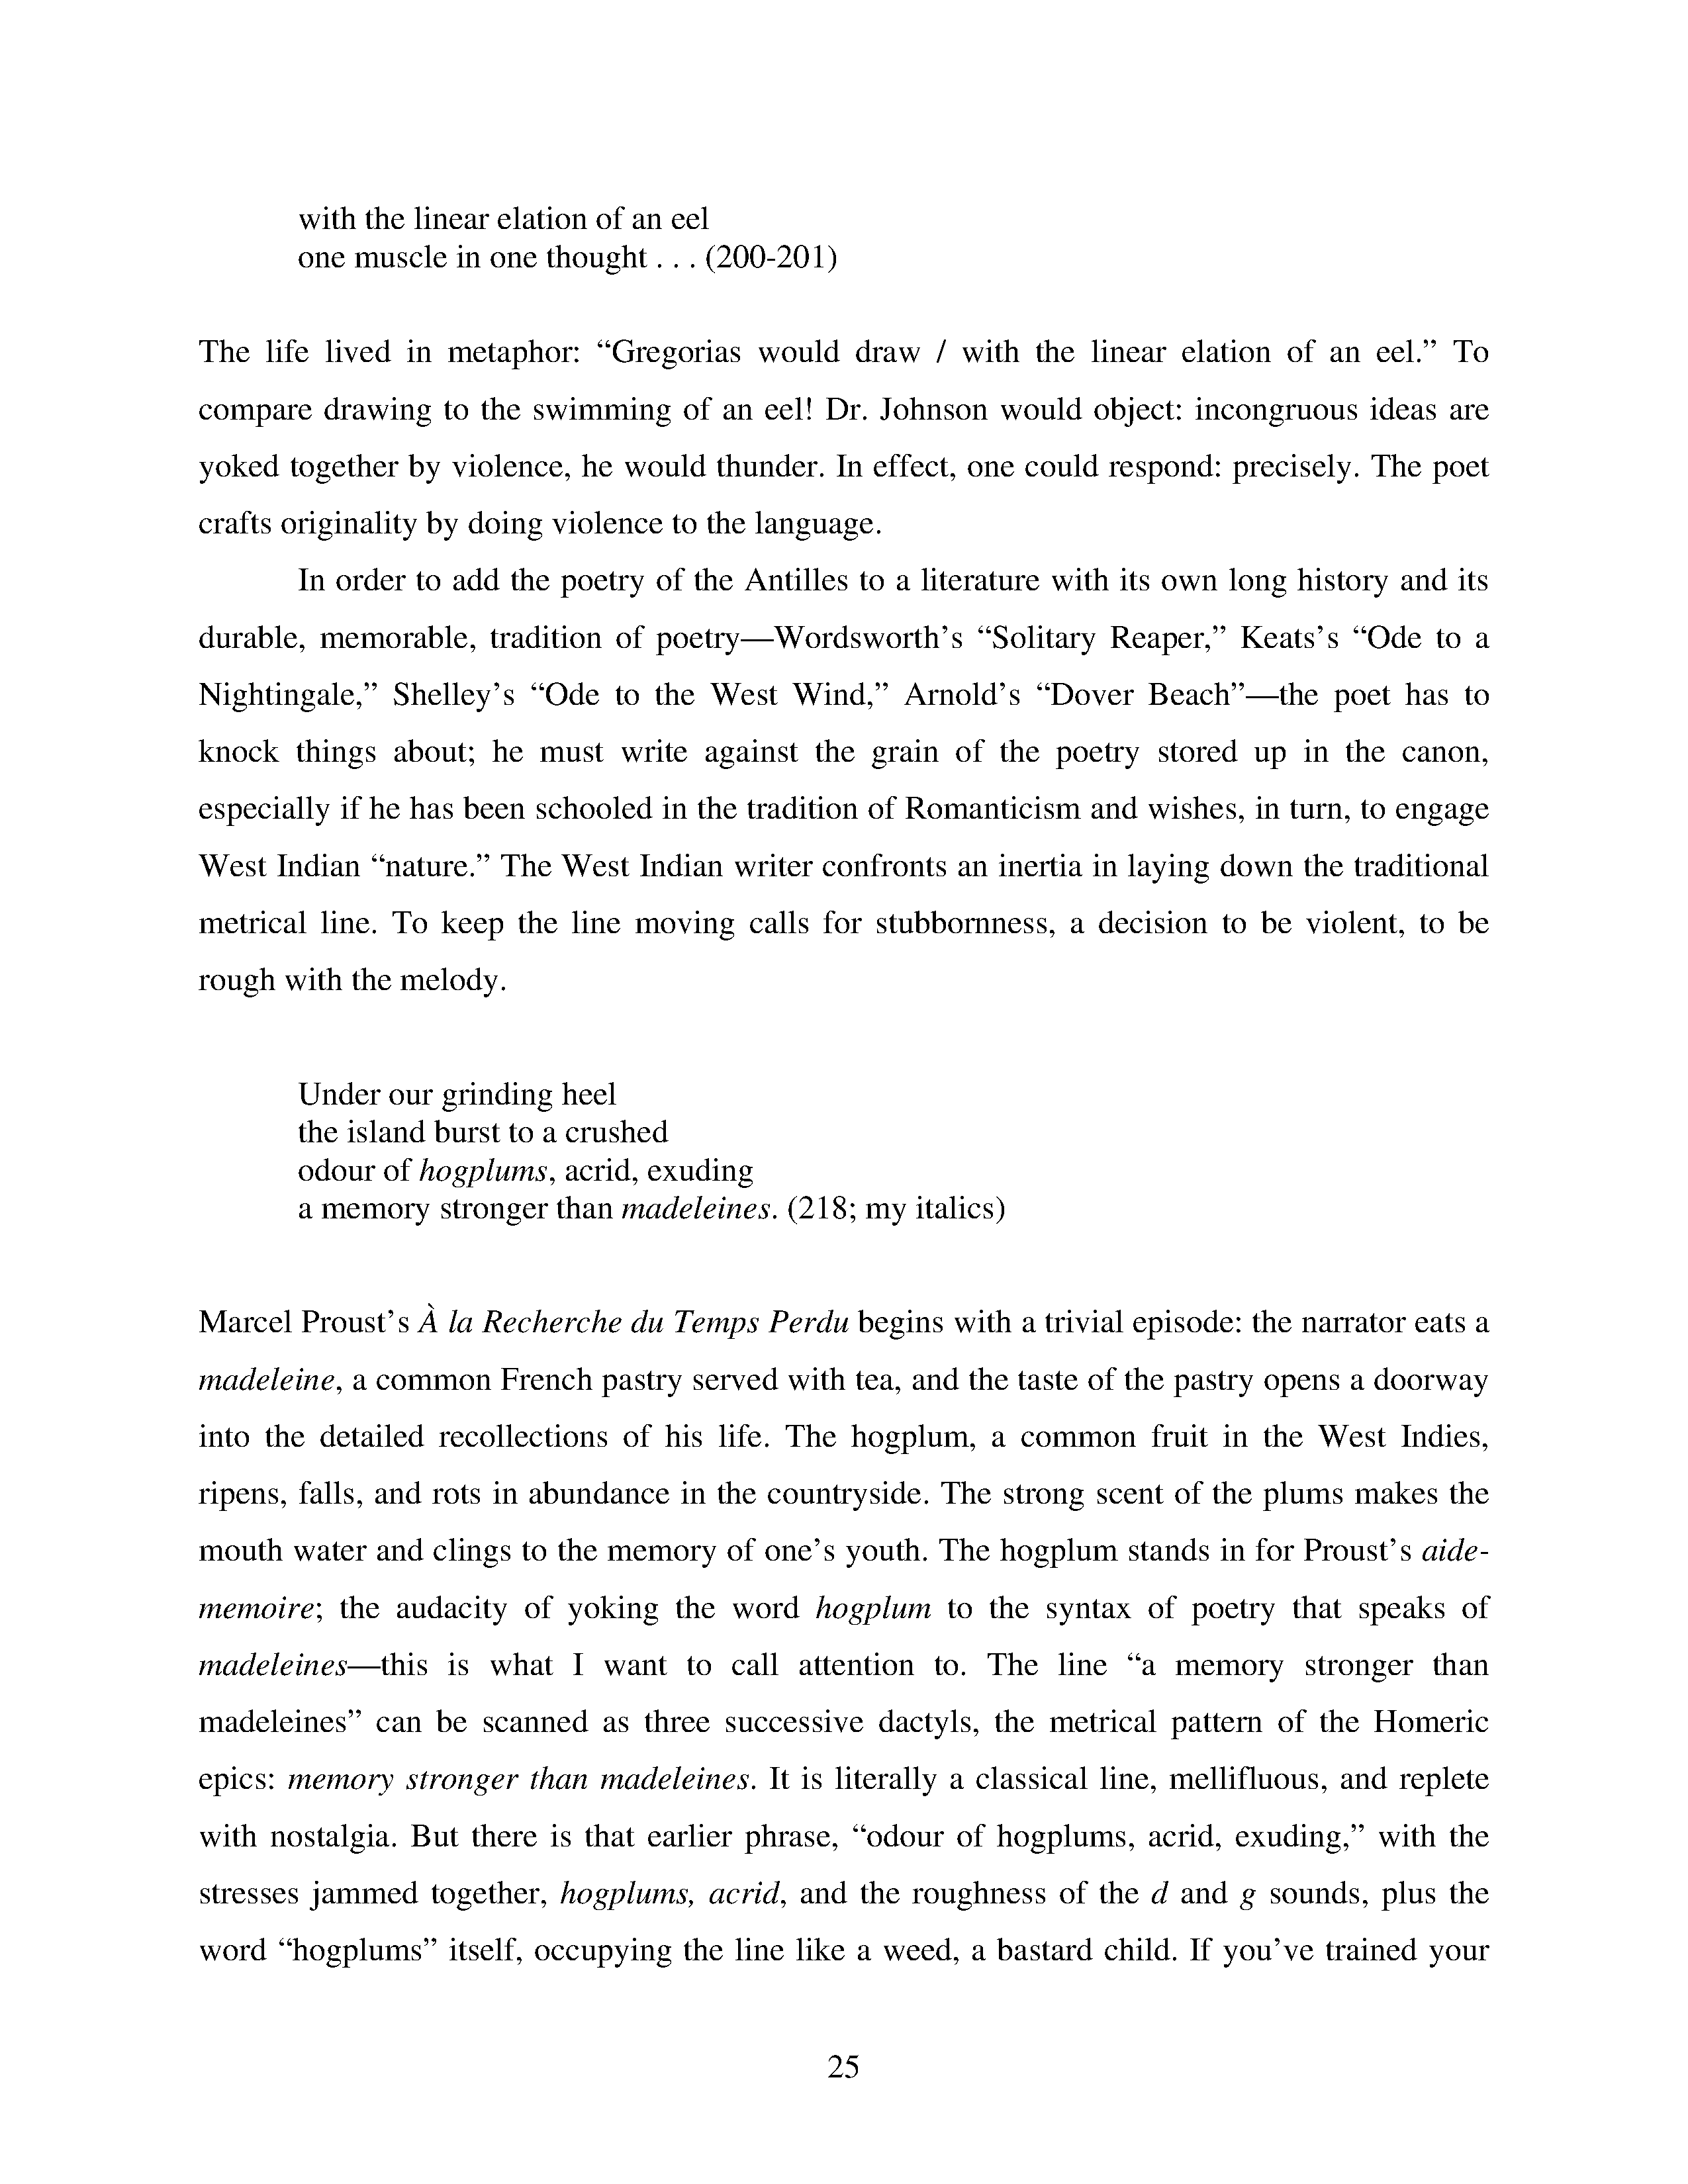 with the linear elation of an eel
one muscle in one thought . . . (200-201)
The life lived in metaphor: “Gregorias would draw / with the linear elation of an eel.” To
compare drawing to the swimming of an eel! Dr. Johnson would object: incongruous ideas are
yoked together by violence, he would thunder. In effect, one could respond: precisely. The poet
crafts originality by doing violence to the language.
In order to add the poetry of the Antilles to a literature with its own long history and its
durable, memorable, tradition of poetry—Wordsworth’s “Solitary Reaper,” Keats’s “Ode to a
Nightingale,” Shelley’s “Ode to the West Wind,” Arnold’s “Dover Beach”—the poet has to
knock things about; he must write against the grain of the poetry stored up in the canon,
especially if he has been schooled in the tradition of Romanticism and wishes, in turn, to engage
West Indian “nature.” The West Indian writer confronts an inertia in laying down the traditional
metrical line. To keep the line moving calls for stubbornness, a decision to be violent, to be
rough with the melody.
Under our grinding heel
the island burst to a crushed
odour of hogplums, acrid, exuding
a memory stronger than madeleines. (218; my italics)
Marcel Proust’s À la Recherche du Temps Perdu begins with a trivial episode: the narrator eats a
madeleine, a common French pastry served with tea, and the taste of the pastry opens a doorway
into the detailed recollections of his life. The hogplum, a common fruit in the West Indies,
ripens, falls, and rots in abundance in the countryside. The strong scent of the plums makes the
mouth water and clings to the memory of one’s youth. The hogplum stands in for Proust’s aide-
memoire; the audacity of yoking the word hogplum to the syntax of poetry that speaks of
madeleines—this is what I want to call attention to. The line “a memory stronger than
madeleines” can be scanned as three successive dactyls, the metrical pattern of the Homeric
epics: memory stronger than madeleines. It is literally a classical line, mellifluous, and replete
with nostalgia. But there is that earlier phrase, “odour of hogplums, acrid, exuding,” with the
stresses jammed together, hogplums, acrid, and the roughness of the d and g sounds, plus the
word “hogplums” itself, occupying the line like a weed, a bastard child. If you’ve trained your
25